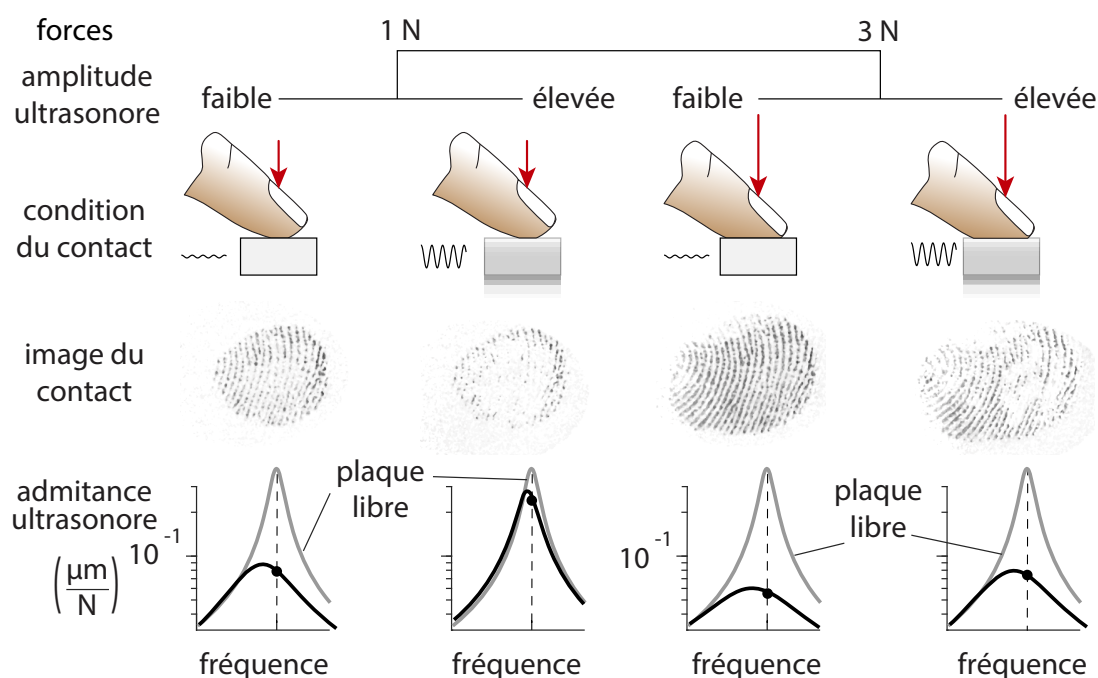 forces 1 N 3 N
amplitude
ultrasonore
faible élevée faible élevée
condition
du contact
image du
contact
admitance
ultrasonore
(μm/N)
10⁻¹ 10⁻¹
plaque
libre
plaque
libre
fréquence fréquence fréquence fréquence